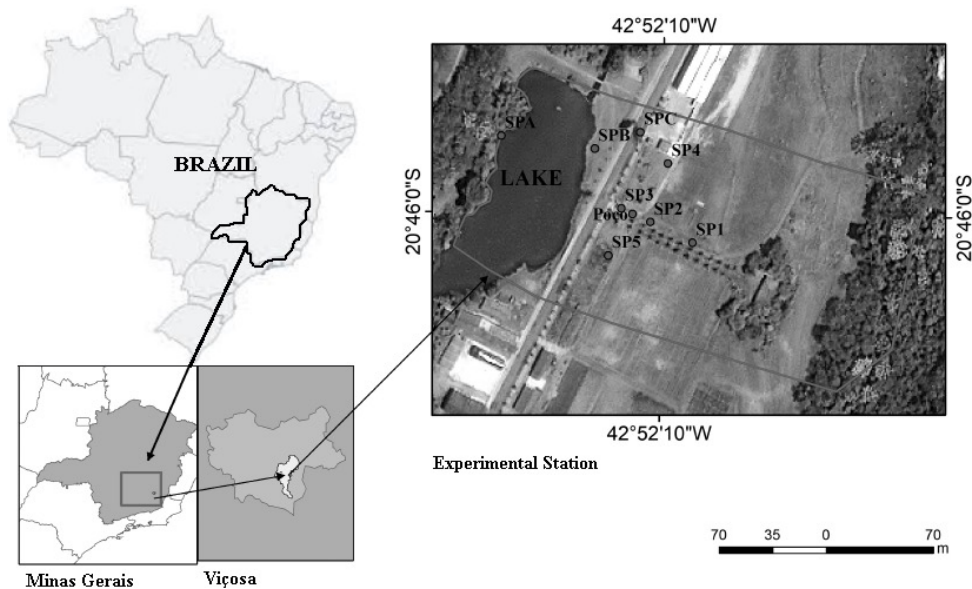 BRAZIL
42°52'10"W
SPA
SPB
SPC
SP4
LAKE
SP3
Poço
SP2
SP1
SP5
20°46'0"S
20°46'0"S
42°52'10"W
Experimental Station
70 35 0 70
m
Minas Gerais
Viçosa